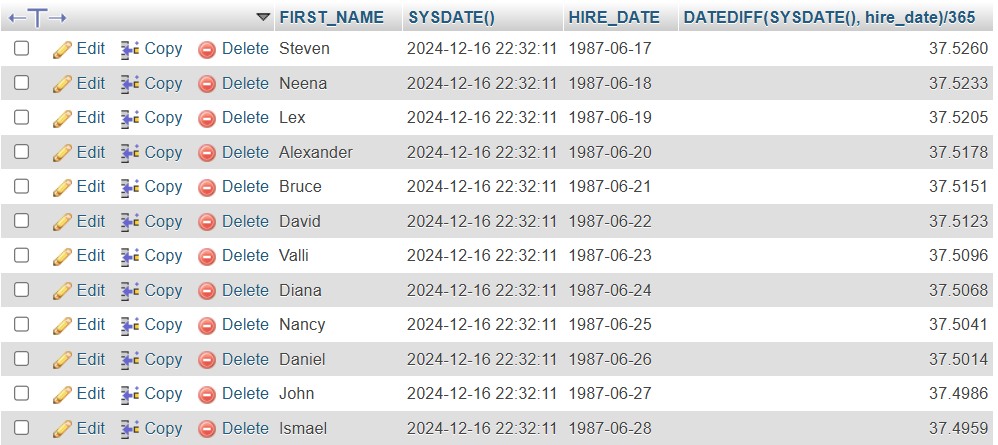 FIRST_NAME SYSDATE() HIRE_DATE DATEDIFF(SYSDATE(), hire_date)/365
Edit Copy Delete Steven 2024-12-16 22:32:11 1987-06-17 37.5260
Edit Copy Delete Neena 2024-12-16 22:32:11 1987-06-18 37.5233
Edit Copy Delete Lex 2024-12-16 22:32:11 1987-06-19 37.5205
Edit Copy Delete Alexander 2024-12-16 22:32:11 1987-06-20 37.5178
Edit Copy Delete Bruce 2024-12-16 22:32:11 1987-06-21 37.5151
Edit Copy Delete David 2024-12-16 22:32:11 1987-06-22 37.5123
Edit Copy Delete Valli 2024-12-16 22:32:11 1987-06-23 37.5096
Edit Copy Delete Diana 2024-12-16 22:32:11 1987-06-24 37.5068
Edit Copy Delete Nancy 2024-12-16 22:32:11 1987-06-25 37.5041
Edit Copy Delete Daniel 2024-12-16 22:32:11 1987-06-26 37.5014
Edit Copy Delete John 2024-12-16 22:32:11 1987-06-27 37.4986
Edit Copy Delete Ismael 2024-12-16 22:32:11 1987-06-28 37.4959